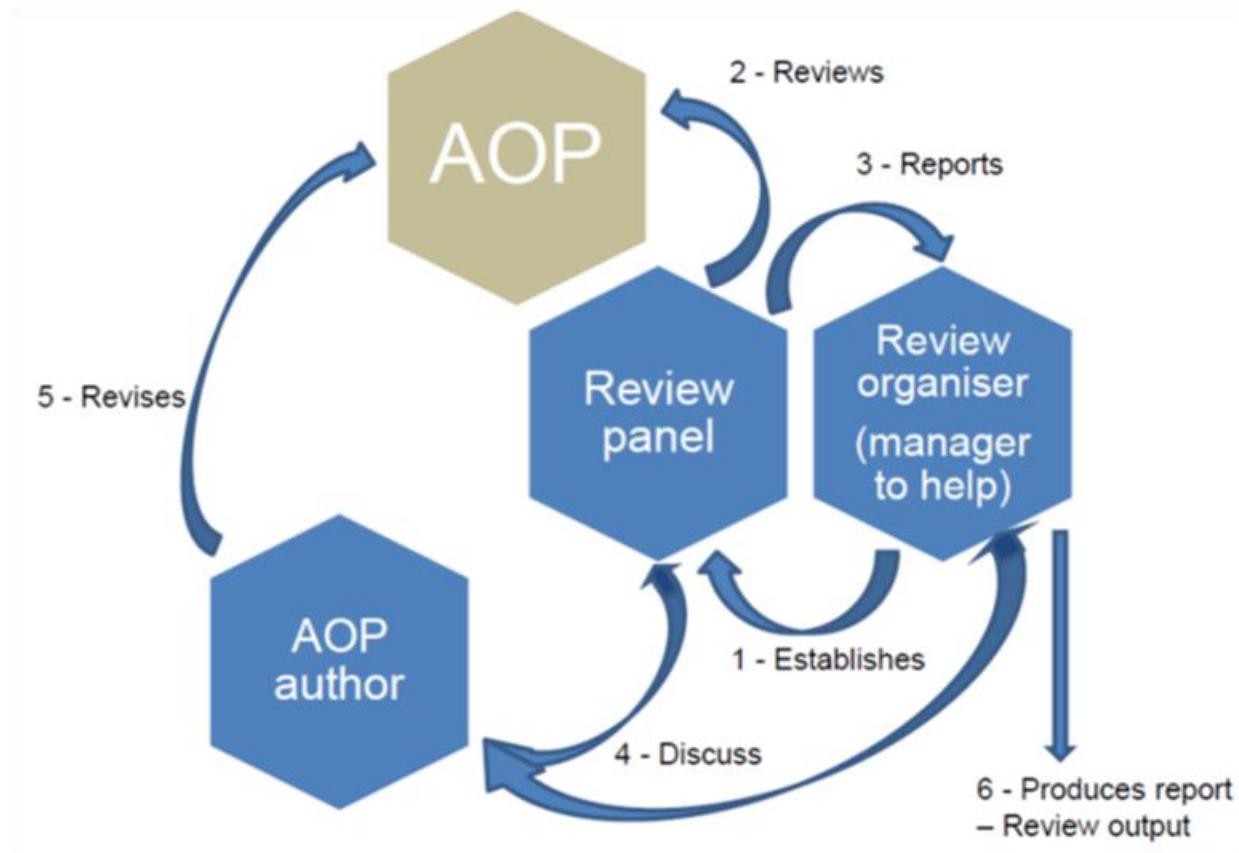 AOP
2 - Reviews
3 - Reports
Review
organiser
(manager
to help)
Review
panel
5 - Revises
AOP
author
1 - Establishes
4 - Discuss
6 - Produces report
– Review output